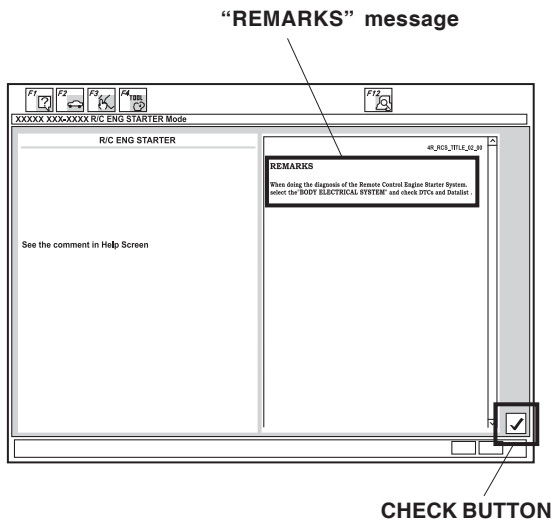 “REMARKS” message
F1 F2 F3 F4 TOOL F12
XXXXX XXX-XXXX R/C ENG STARTER Mode
R/C ENG STARTER
See the comment in Help Screen
4R_RCS_TITLE_02_00
REMARKS
When doing the diagnosis of the Remote Control Engine Starter System.
select the"BODY ELECTRICAL SYSTEM" and check DTCs and Datalist .
CHECK BUTTON